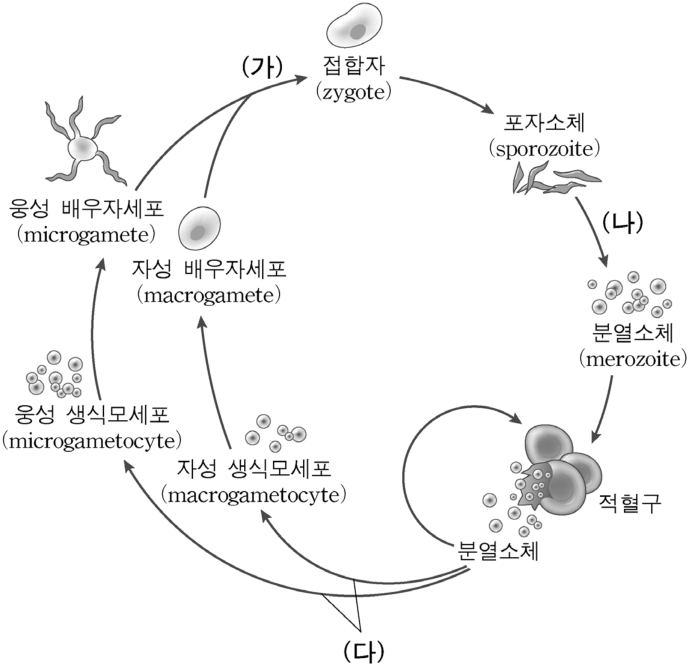 (가)
접합자
(zygote)
포자소체
(sporozoite)
(나)
분열소체
(merozoite)
적혈구
분열소체
(다)
자성 생식모세포
(macrogametocyte)
웅성 생식모세포
(microgametocyte)
자성 배우자세포
(macrogamete)
웅성 배우자세포
(microgamete)